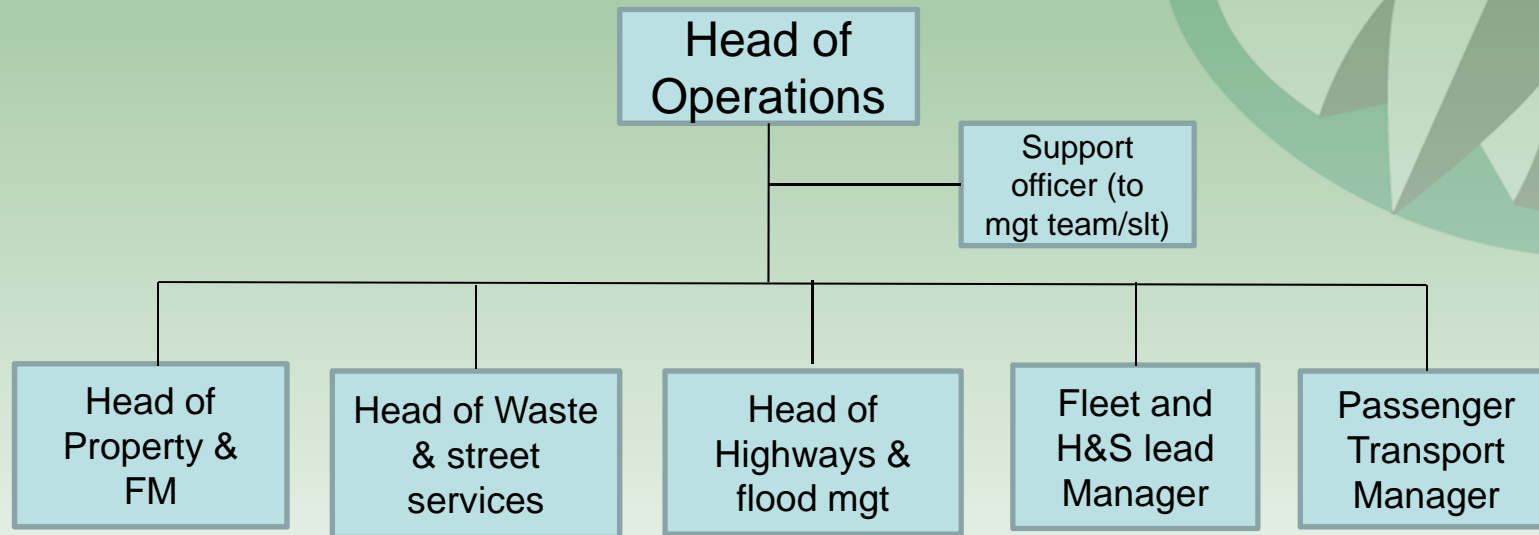 Head of
Operations
Support
officer (to
mgt team/slt)
Head of
Property &
FM
Head of Waste
& street
services
Head of
Highways &
flood mgt
Fleet and
H&S lead
Manager
Passenger
Transport
Manager